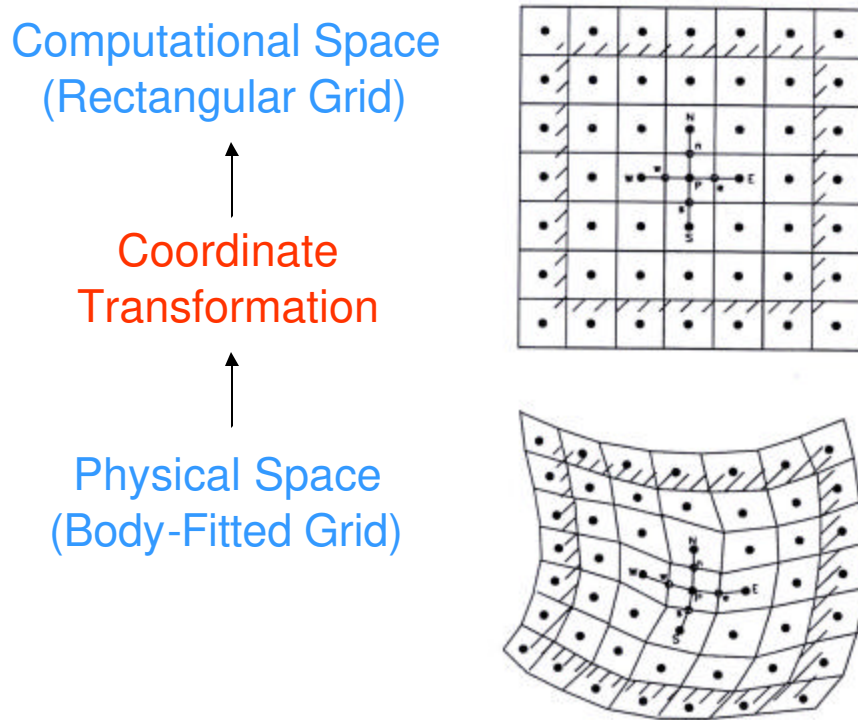 Computational Space
(Rectangular Grid)
Coordinate
Transformation
Physical Space
(Body-Fitted Grid)
N
n
W w P e E
s
S
N
n
W w P e E
s
S